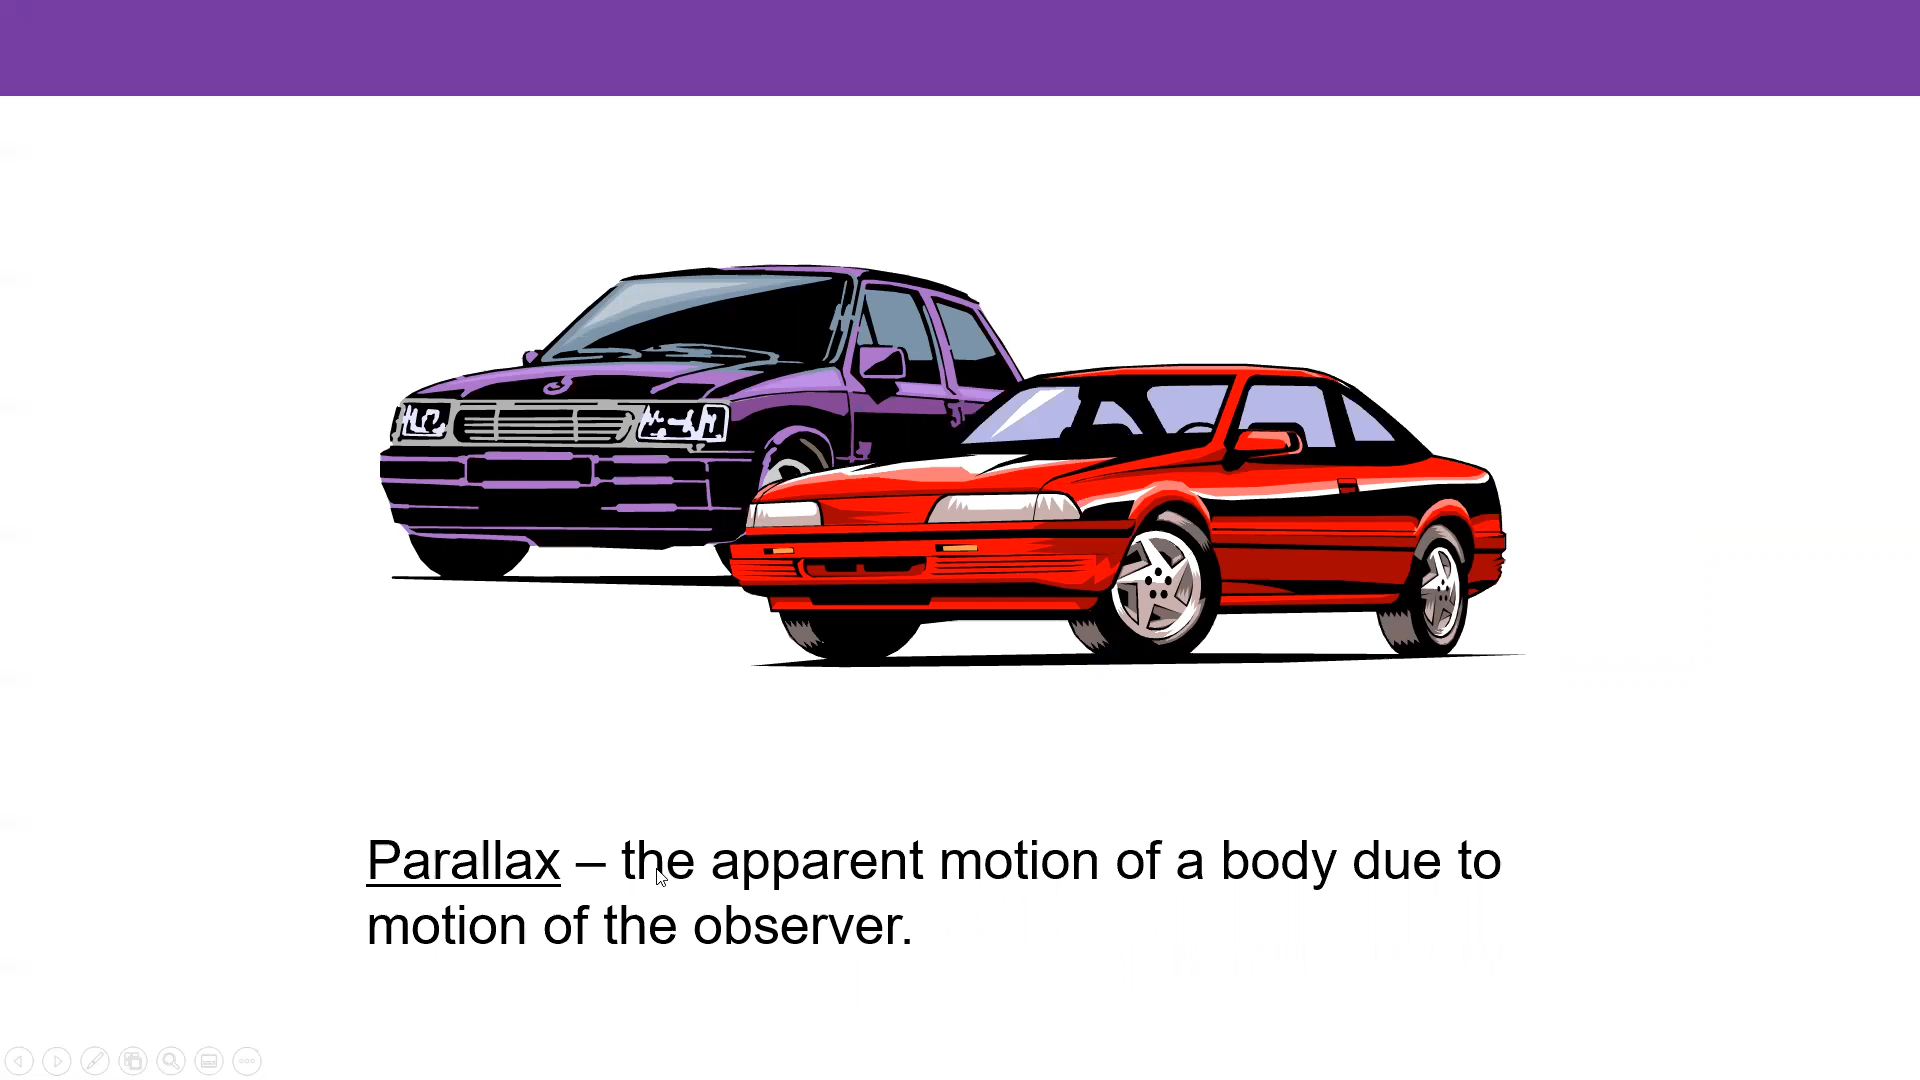 Parallax – the apparent motion of a body due to
motion of the observer.